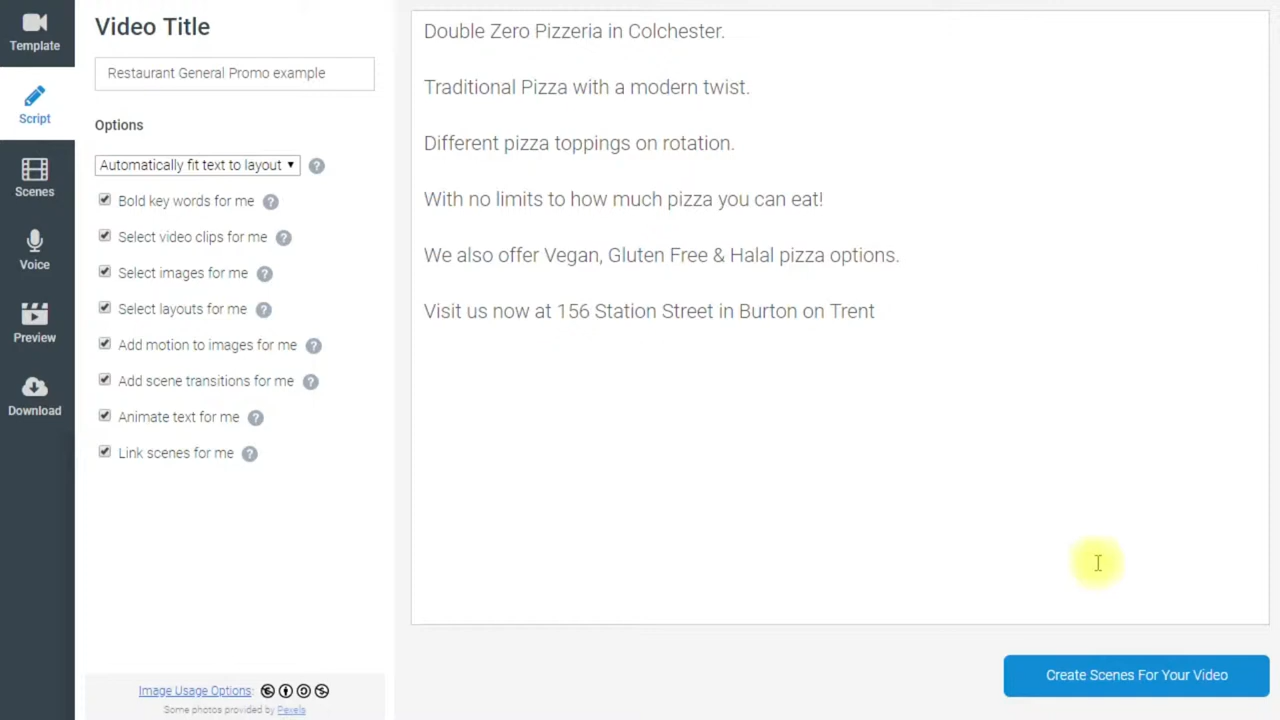 Template
Script
Scenes
Voice
Preview
Download
Video Title
Restaurant General Promo example
Options
Automatically fit text to layout
Bold key words for me
Select video clips for me
Select images for me
Select layouts for me
Add motion to images for me
Add scene transitions for me
Animate text for me
Link scenes for me
Image Usage Options:
Some photos provided by Pexels
Double Zero Pizzeria in Colchester.
Traditional Pizza with a modern twist.
Different pizza toppings on rotation.
With no limits to how much pizza you can eat!
We also offer Vegan, Gluten Free & Halal pizza options.
Visit us now at 156 Station Street in Burton on Trent
Create Scenes For Your Video